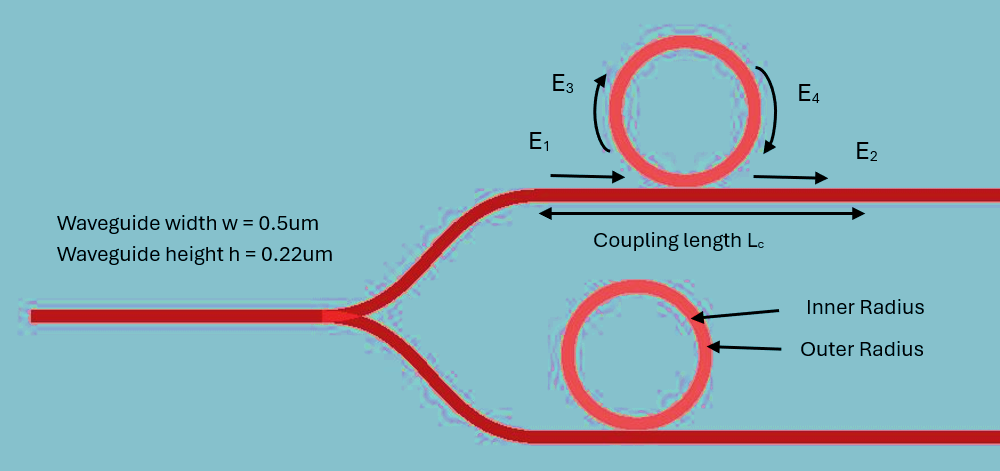 E3
E4
E1
E2
Waveguide width w = 0.5um
Waveguide height h = 0.22um
Coupling length Lc
Inner Radius
Outer Radius